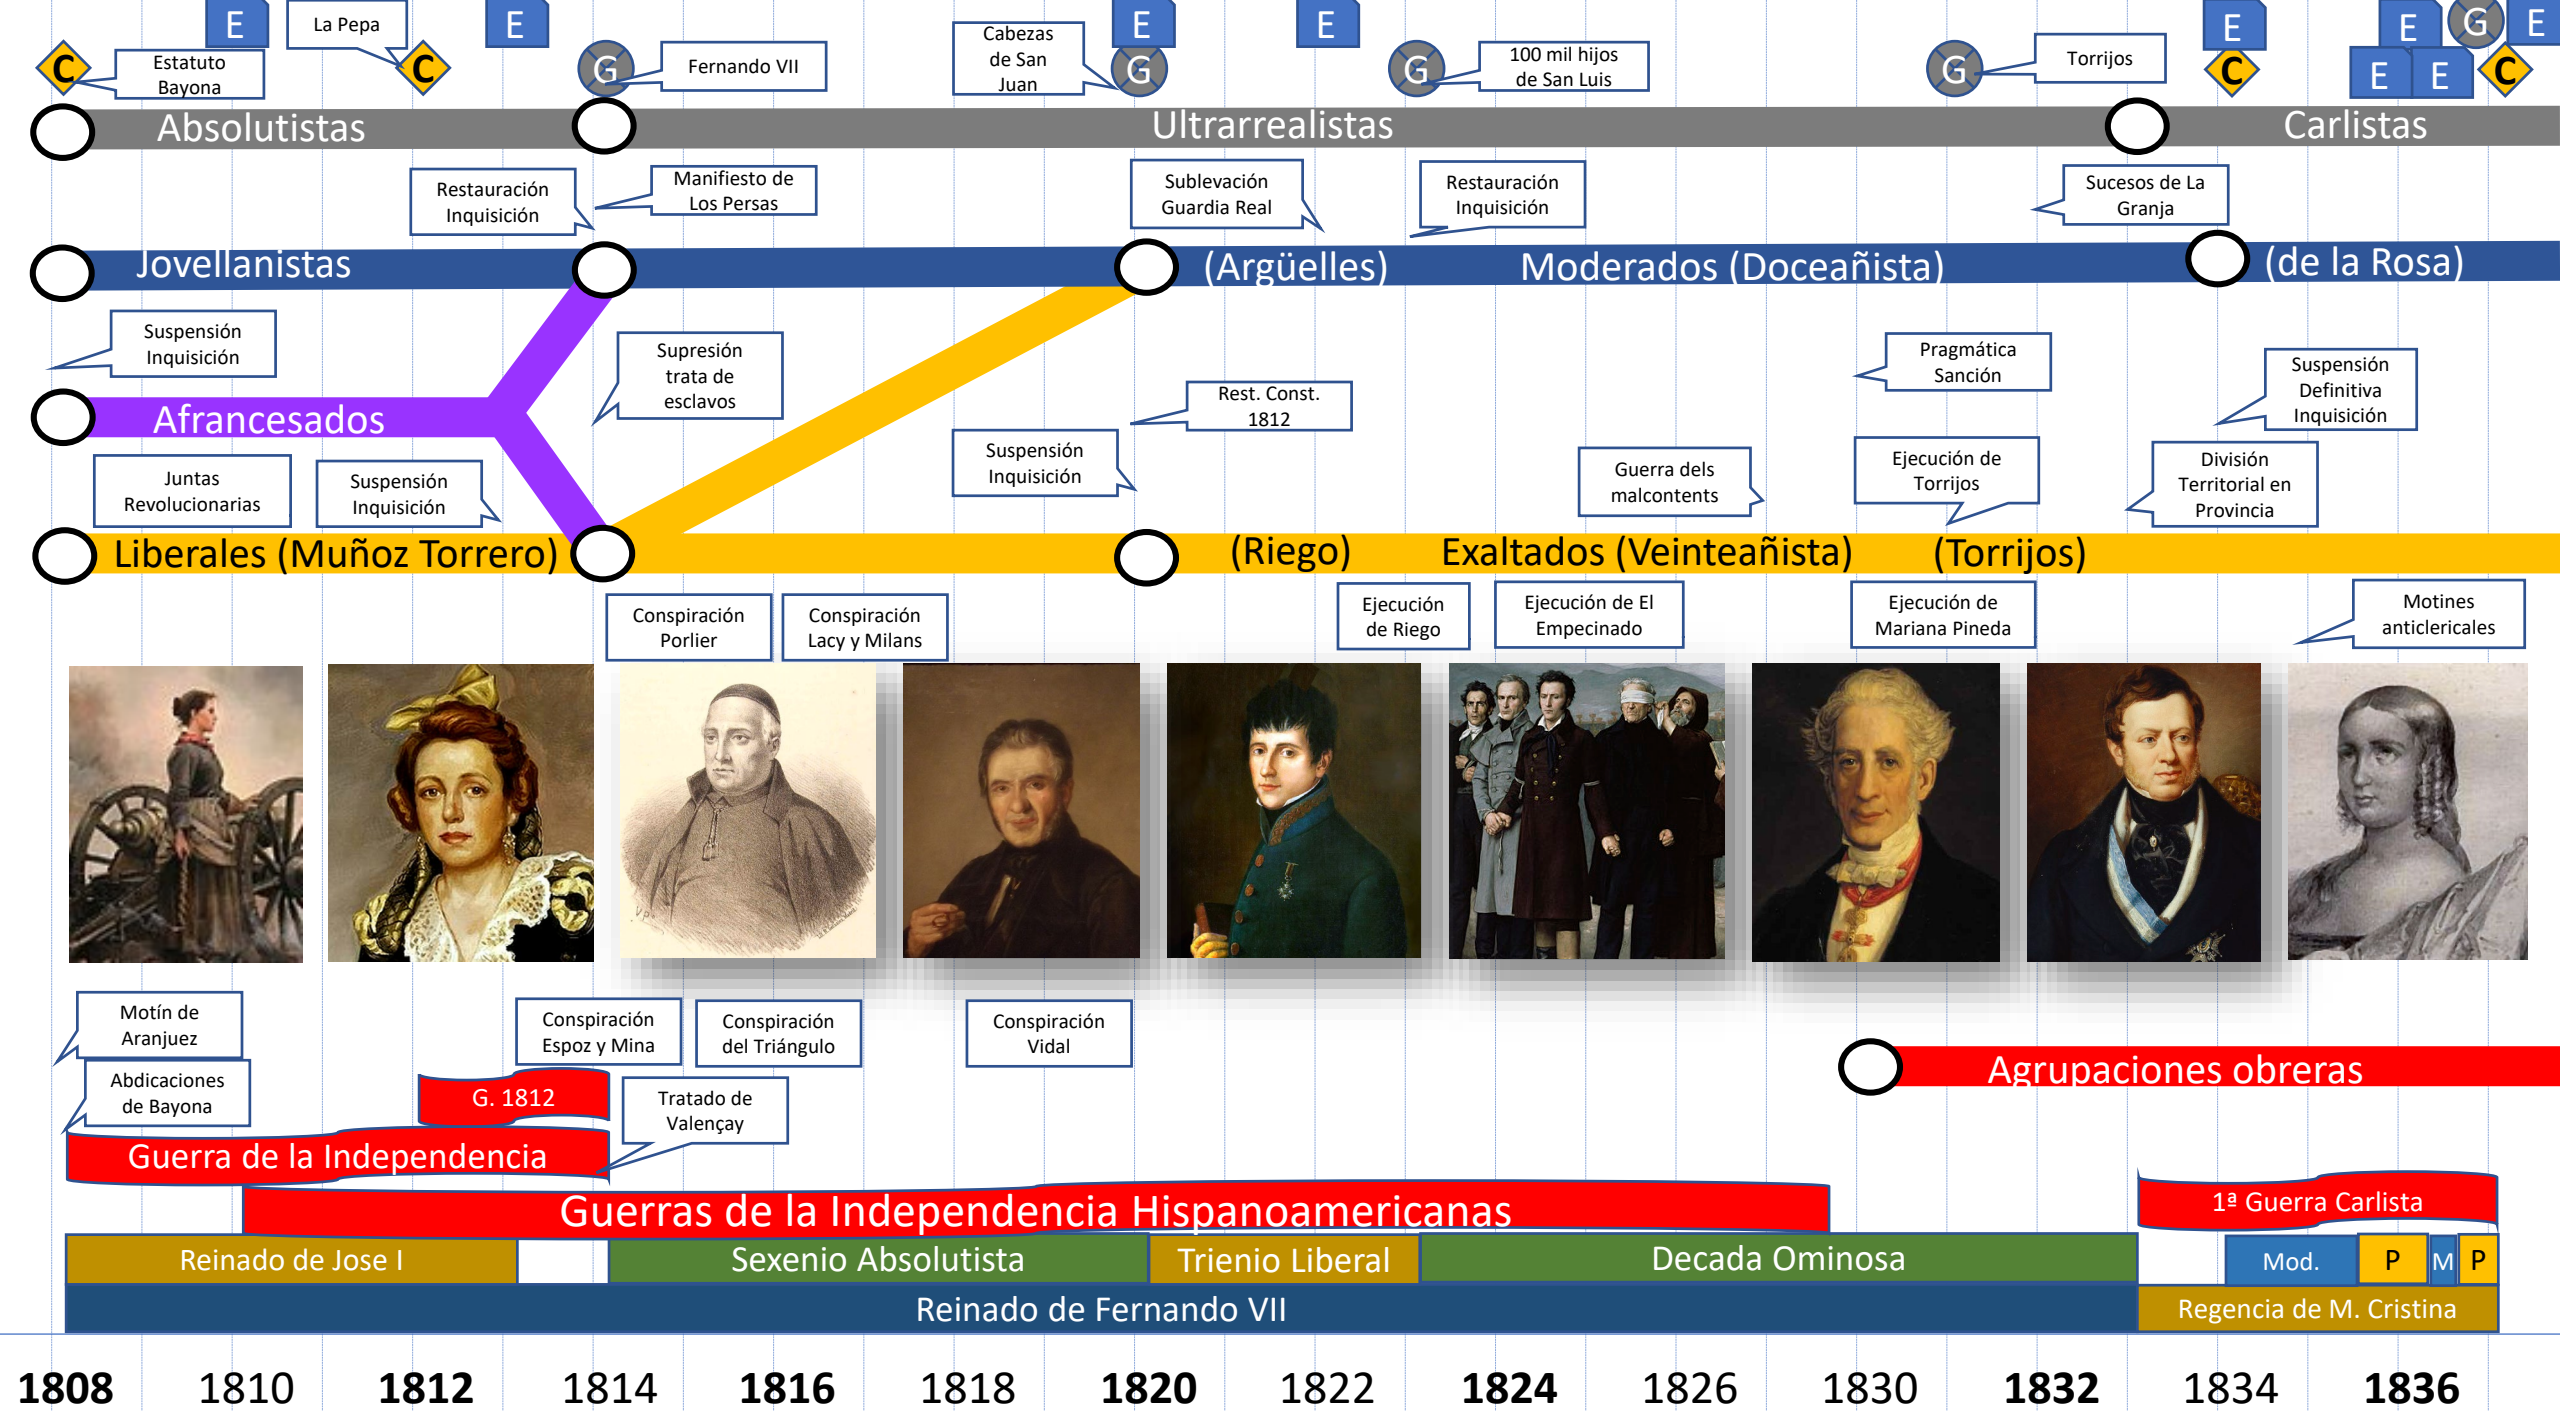 E
La Pepa
E
E
E
E
E
G
E
C
Estatuto
Bayona
C
G
Fernando VII
Cabezas
de San
Juan
G
G
100 mil hijos
de San Luis
G
Torrijos
C
E
E
C
Absolutistas
Ultrarrealistas
Carlistas
Restauración
Inquisición
Manifiesto de
Los Persas
Sublevación
Guardia Real
Restauración
Inquisición
Sucesos de La
Granja
Jovellanistas
(Argüelles)
Moderados (Doceañista)
(de la Rosa)
Suspensión
Inquisición
Supresión
trata de
esclavos
Pragmática
Sanción
Suspensión
Definitiva
Inquisición
Afrancesados
Rest. Const.
1812
Juntas
Revolucionarias
Suspensión
Inquisición
Suspensión
Inquisición
Guerra dels
malcontents
Ejecución de
Torrijos
División
Territorial en
Provincia
Liberales (Muñoz Torrero)
(Riego)
Exaltados (Veinteañista)
(Torrijos)
Conspiración
Porlier
Conspiración
Lacy y Milans
Ejecución
de Riego
Ejecución de El
Empecinado
Ejecución de
Mariana Pineda
Motines
anticlericales
Motín de
Aranjuez
Conspiración
Espoz y Mina
Conspiración
del Triángulo
Conspiración
Vidal
Agrupaciones obreras
Abdicaciones
de Bayona
G. 1812
Tratado de
Valençay
Guerra de la Independencia
Guerras de la Independencia Hispanoamericanas
1ª Guerra Carlista
Reinado de Jose I
Sexenio Absolutista
Trienio Liberal
Decada Ominosa
Mod.
P
M
P
Reinado de Fernando VII
Regencia de M. Cristina
1808
1810
1812
1814
1816
1818
1820
1822
1824
1826
1828
1830
1832
1834
1836